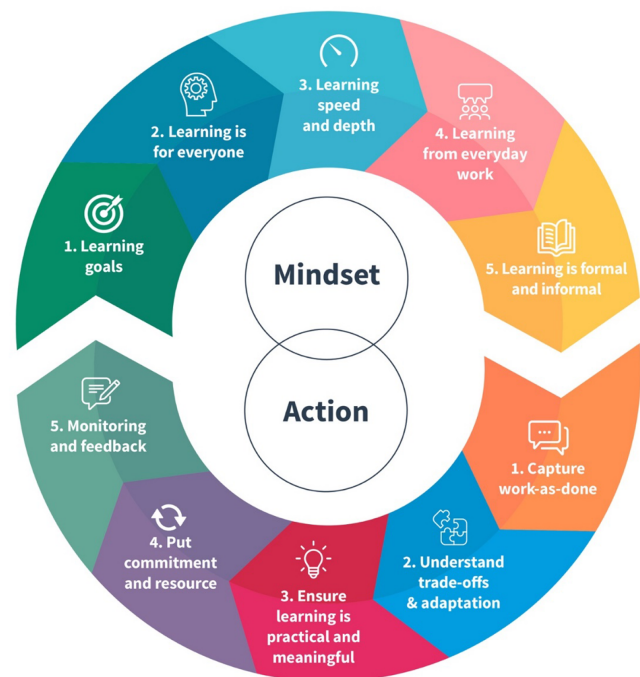 1. Learning
goals
2. Learning is
for everyone
3. Learning
speed
and depth
4. Learning
from everyday
work
5. Learning is formal
and informal
Mindset
Action
1. Capture
work-as-done
2. Understand
trade-offs
& adaptation
3. Ensure
learning is
practical and
meaningful
4. Put
commitment
and resource
5. Monitoring
and feedback